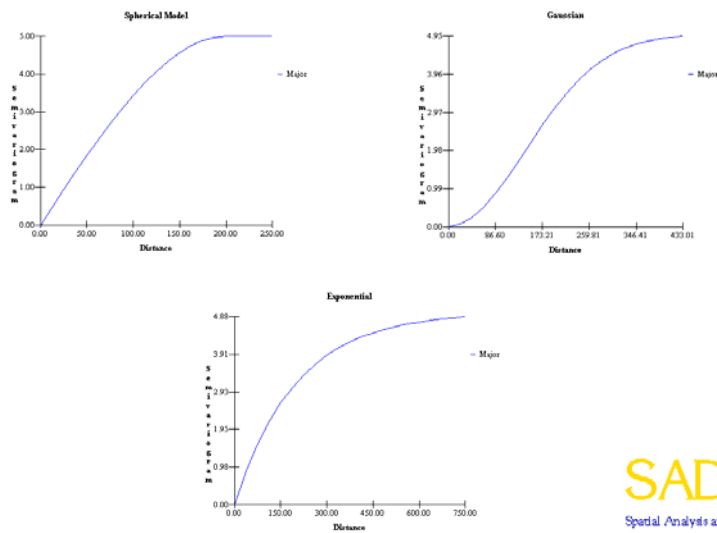 Spherical Model
5.00
4.00
3.00
2.00
1.00
0.00
Semivariogram
0.00 50.00 100.00 150.00 200.00 250.00
Distance
Major
Gaussian
4.95
3.96
2.97
1.98
0.99
0.00
Semivariogram
0.00 86.60 173.21 259.81 346.41 433.01
Distance
Major
Exponential
4.88
3.91
2.93
1.95
0.98
0.00
Semivariogram
0.00 150.00 300.00 450.00 600.00 750.00
Distance
Major
SAD
Spatial Analysis a